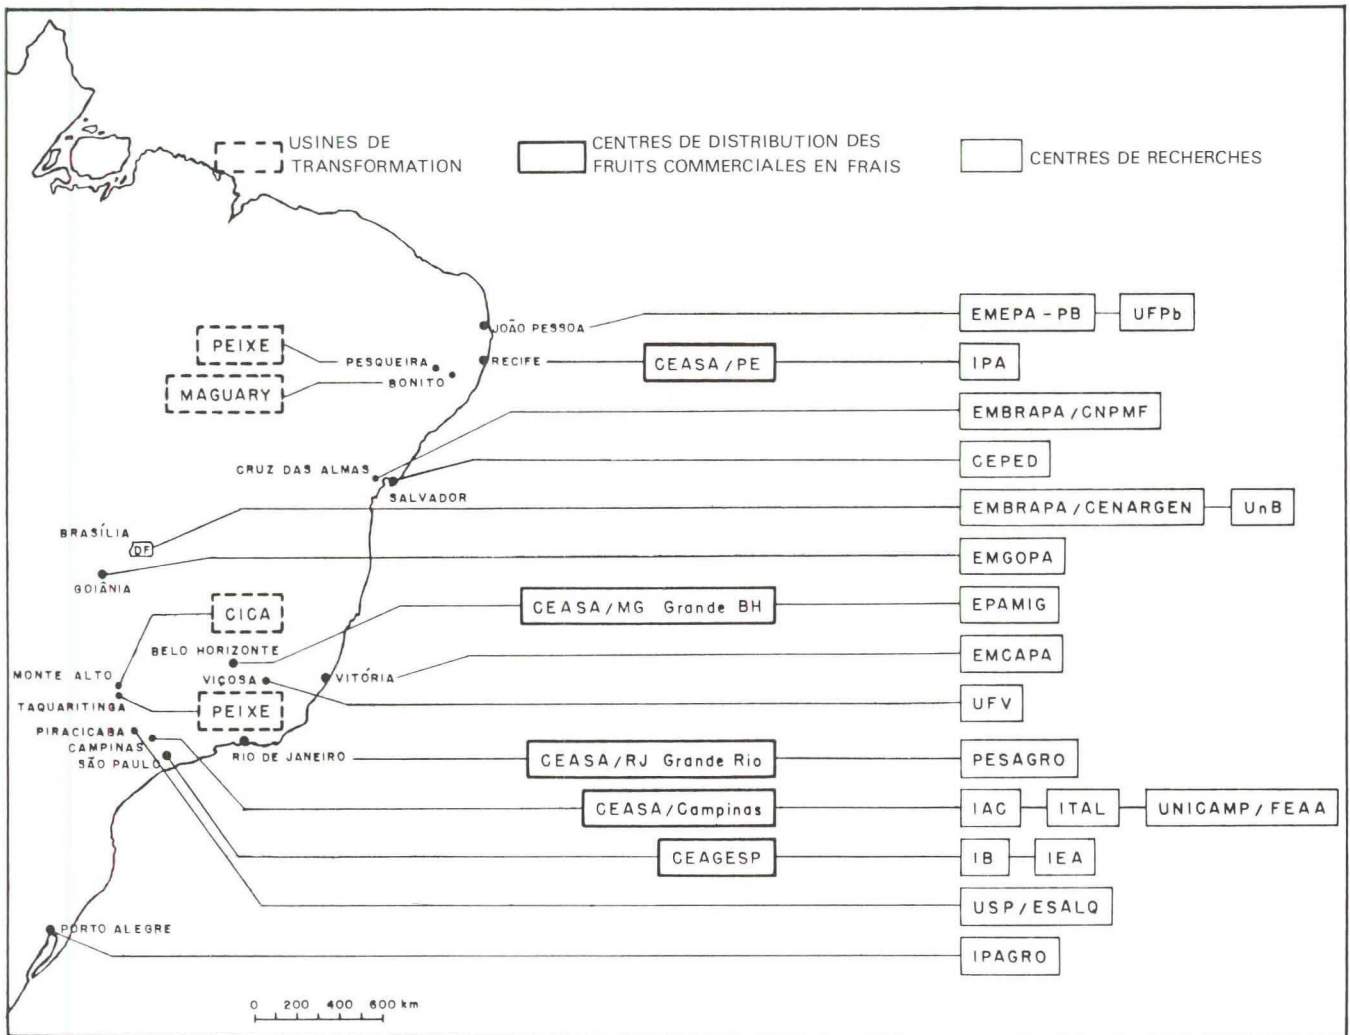 USINES DE
TRANSFORMATION
CENTRES DE DISTRIBUTION DES
FRUITS COMMERCIALES EN FRAIS
CENTRES DE RECHERCHES
JOÃO PESSOA
EMEPA - PB
UFPb
PEIXE
PESQUEIRA
RECIFE
CEASA/PE
IPA
MAGUARY
BONITO
EMBRAPA/CNPMF
CRUZ DAS ALMAS
CEPED
SALVADOR
EMBRAPA/CENARGEN
UnB
BRASÍLIA
DF
EMGOPA
GOIÂNIA
CICA
CEASA/MG Grande BH
EPAMIG
BELO HORIZONTE
EMCAPA
MONTE ALTO
VIÇOSA
VITÓRIA
TAQUARITINGA
PEIXE
UFV
PIRACICABA
CAMPINAS
SÃO PAULO
RIO DE JANEIRO
CEASA/RJ Grande Rio
PESAGRO
CEASA/Campinas
IAC
ITAL
UNICAMP/FEAA
CEAGESP
IB
IEA
USP/ESALQ
PORTO ALEGRE
IPAGRO
0 200 400 600 km